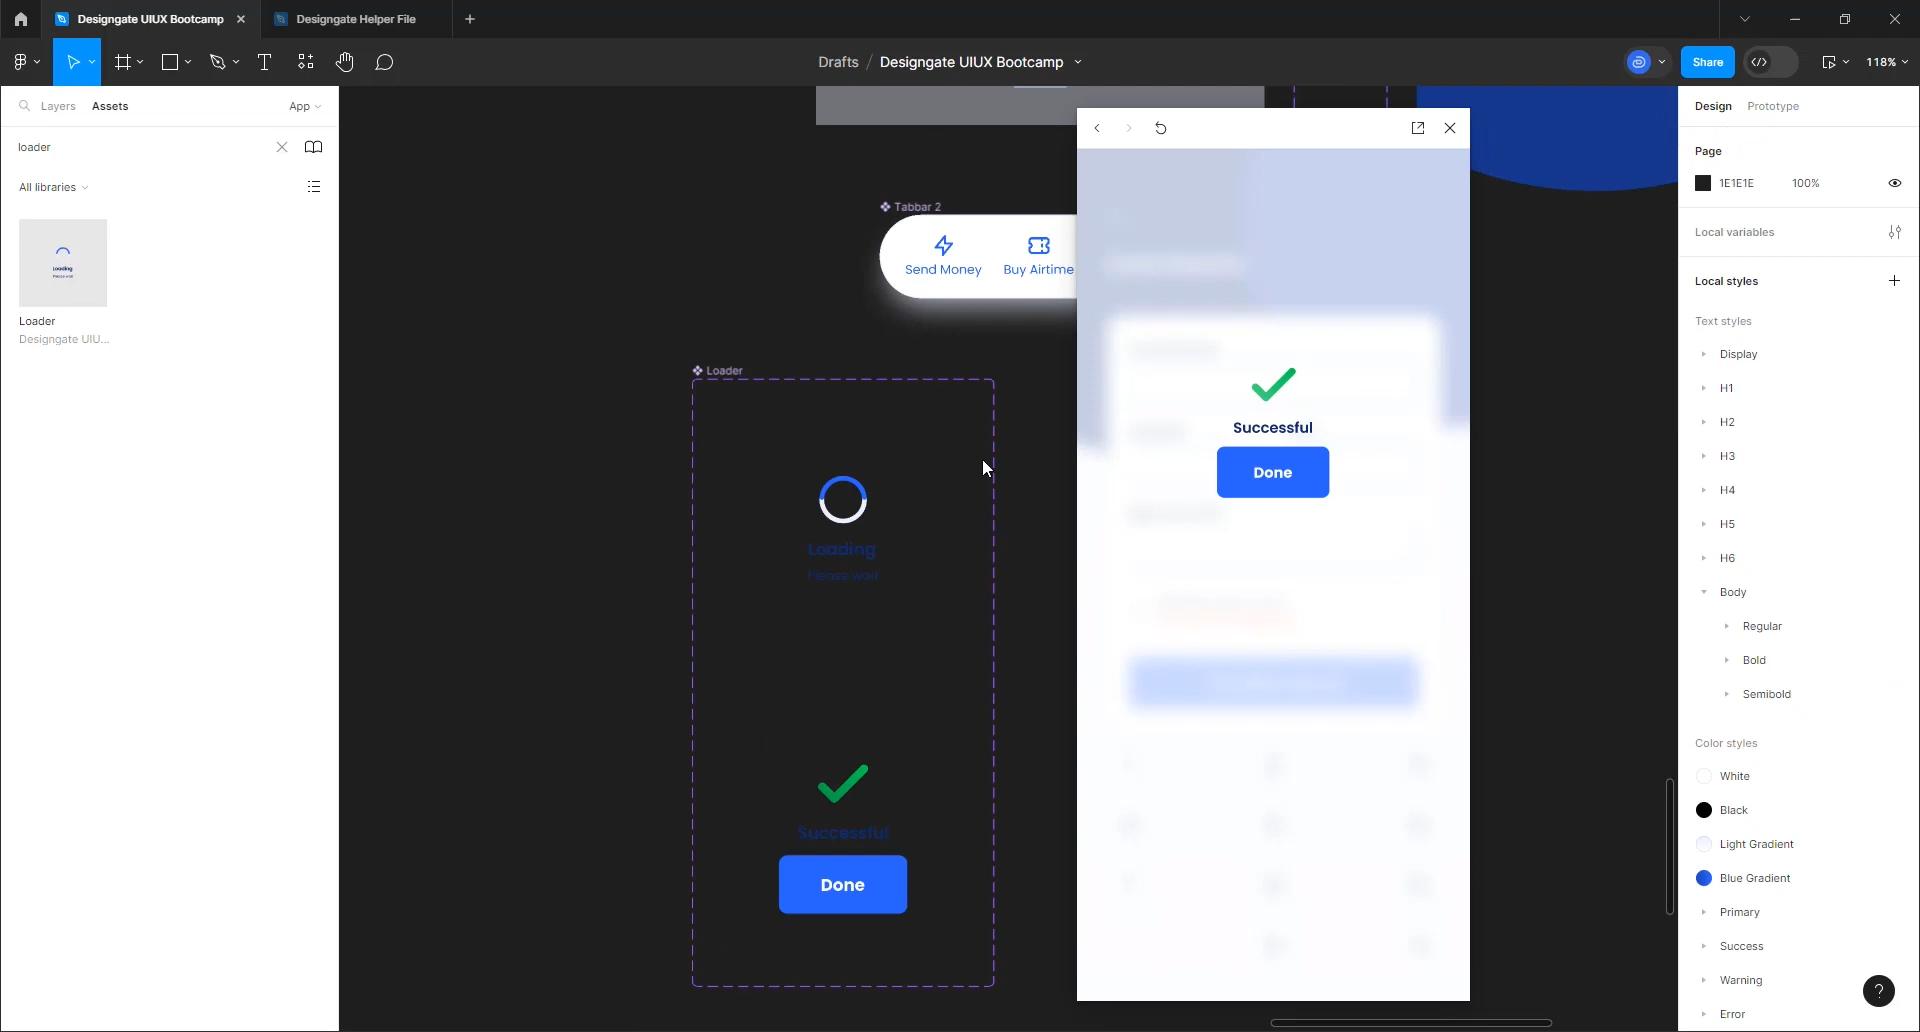 Designgate UIUX Bootcamp
Designgate Helper File
Drafts / Designgate UIUX Bootcamp
Share
118%
Layers
Assets
App
loader
All libraries
Loading
Please wait
Loader
Designgate UIU...
Tabbar 2
Send Money
Buy Airtime
Loader
Loading
Please wait
Successful
Done
Successful
Done
Design
Prototype
Page
1E1E1E
100%
Local variables
Local styles
Text styles
Display
H1
H2
H3
H4
H5
H6
Body
Regular
Bold
Semibold
Color styles
White
Black
Light Gradient
Blue Gradient
Primary
Success
Warning
Error
?